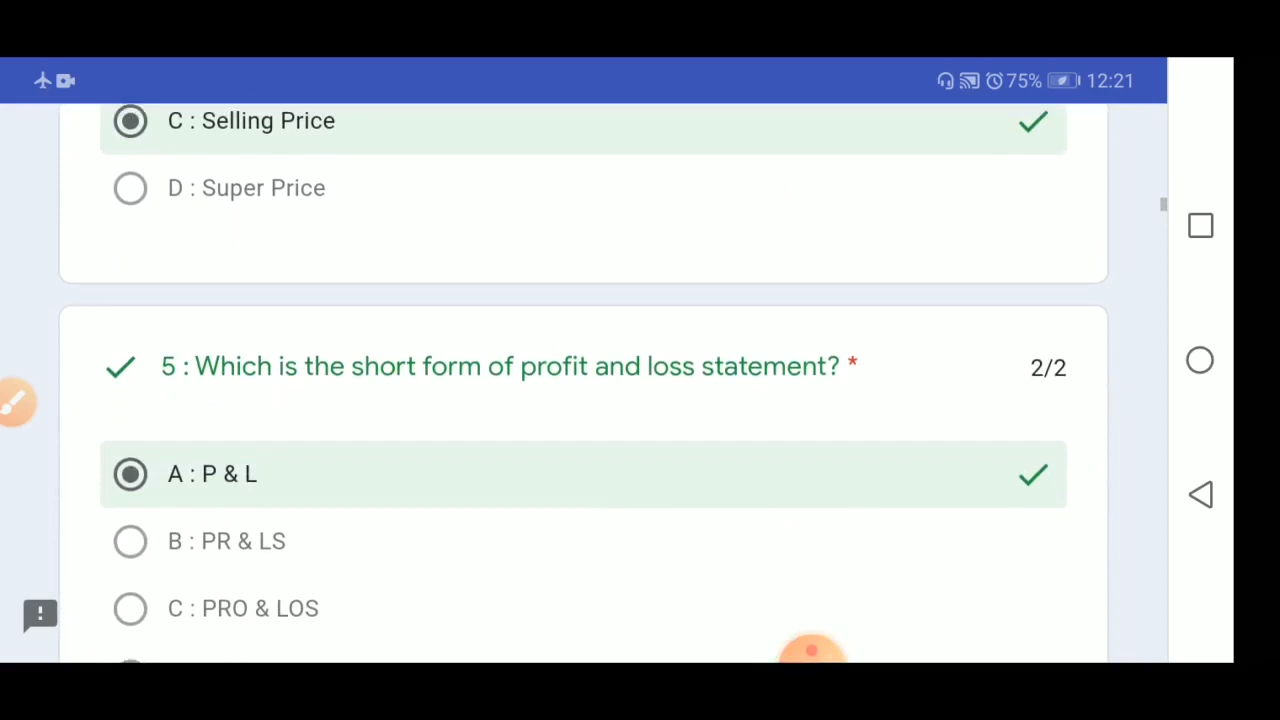 75% 12:21
C : Selling Price
D : Super Price
5 : Which is the short form of profit and loss statement? * 2/2
A : P & L
B : PR & LS
C : PRO & LOS